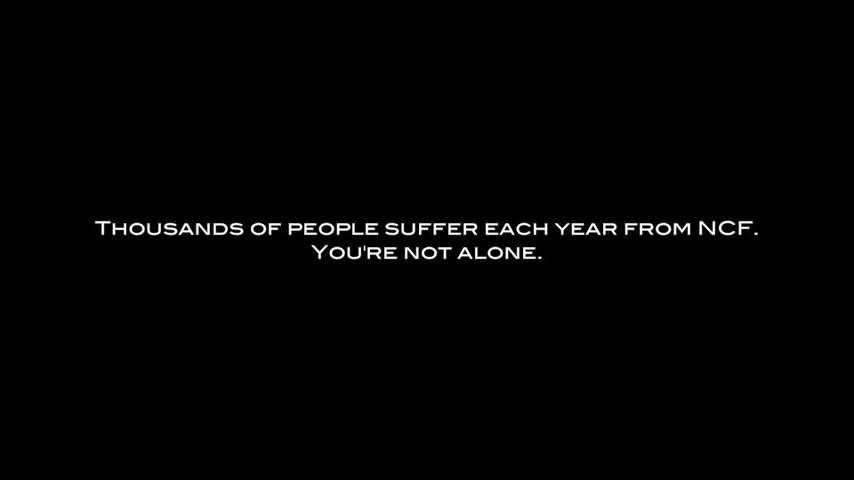 Thousands of people suffer each year from NCF.
You're not alone.